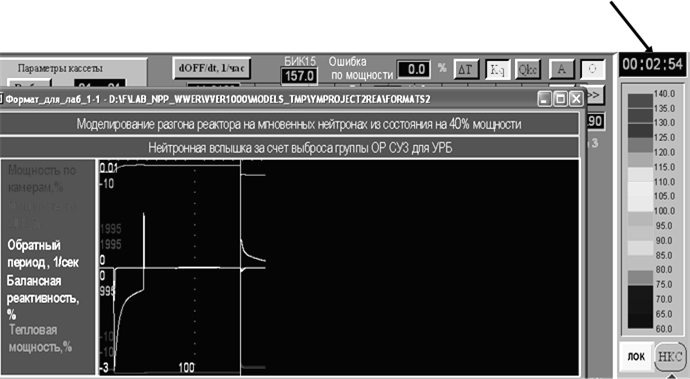 Параметры кассеты
dOFF/dt, 1/час
БИК15
157.0
Ошибка
по мощности
0.0
%
ΔT
Kq
Qkc
A
00:02:54
Формат_для_лаб_1-1 - D:\F\LAB_NPP_WWER\VVER1000\MODELS_TMP\YMPROJECT2REA\FORMATS2
>>
Моделирование разгона реактора на мгновенных нейтронах из состояния на 40% мощности
90
Нейтронная вспышка за счет выброса группы ОР СУЗ для УРБ
3
Мощность по
камерам,%
Обратный
период, 1/сек
Балансная
реактивность,
%
Тепловая
мощность,%
0.01
-10
1995
1995
0
0
995
-10
-10
-3
100
140.0
135.0
130.0
125.0
120.0
115.0
110.0
105.0
100.0
95.0
90.0
85.0
80.0
75.0
70.0
65.0
60.0
ЛОК
НКС